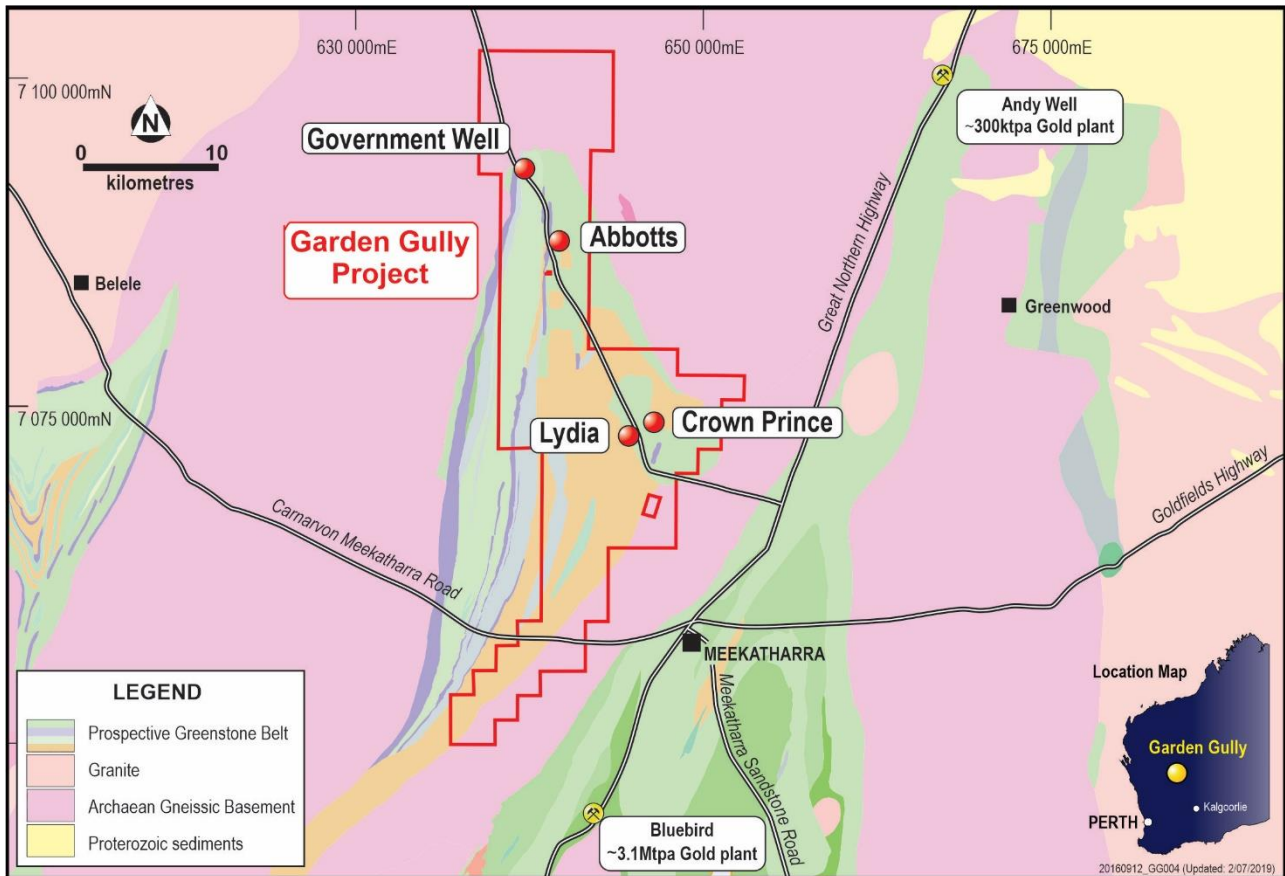 630 000mE
650 000mE
675 000mE
7 100 000mN
N
0
10
kilometres
Government Well
Andy Well
~300ktpa Gold plant
Garden Gully
Project
Abbotts
Great Northern Highway
Belele
Greenwood
7 075 000mN
Lydia
Crown Prince
Goldfields Highway
Carnarvon Meekatharra Road
MEEKATHARRA
Meekatharra Sandstone Road
LEGEND
Prospective Greenstone Belt
Granite
Archaean Gneissic Basement
Proterozoic sediments
Bluebird
~3.1Mtpa Gold plant
Location Map
Garden Gully
Kalgoorlie
PERTH
20160912_GG004 (Updated: 2/07/2019)